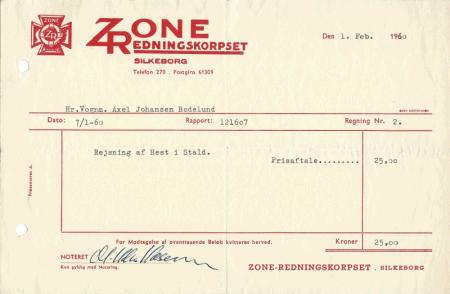 ZONE
ZR
ZONE
REDNINGSKORPSET
SILKEBORG
Telefon 270 . Postgiro 61309
Den 1. Feb. 1960
Hr. Vognm. Axel Johansen Bodelund
Dato: 7/1-60 Rapport: 121607 Regning Nr. 2.
Rejsning af Hest i Stald.
Prisaftale......... 25,00
For Modtagelse af ovenstaaende Beløb kvitteres herved.
Kroner 25,00
NOTERET
Kun gyldig med Notering.
ZONE-REDNINGSKORPSET . SILKEBORG